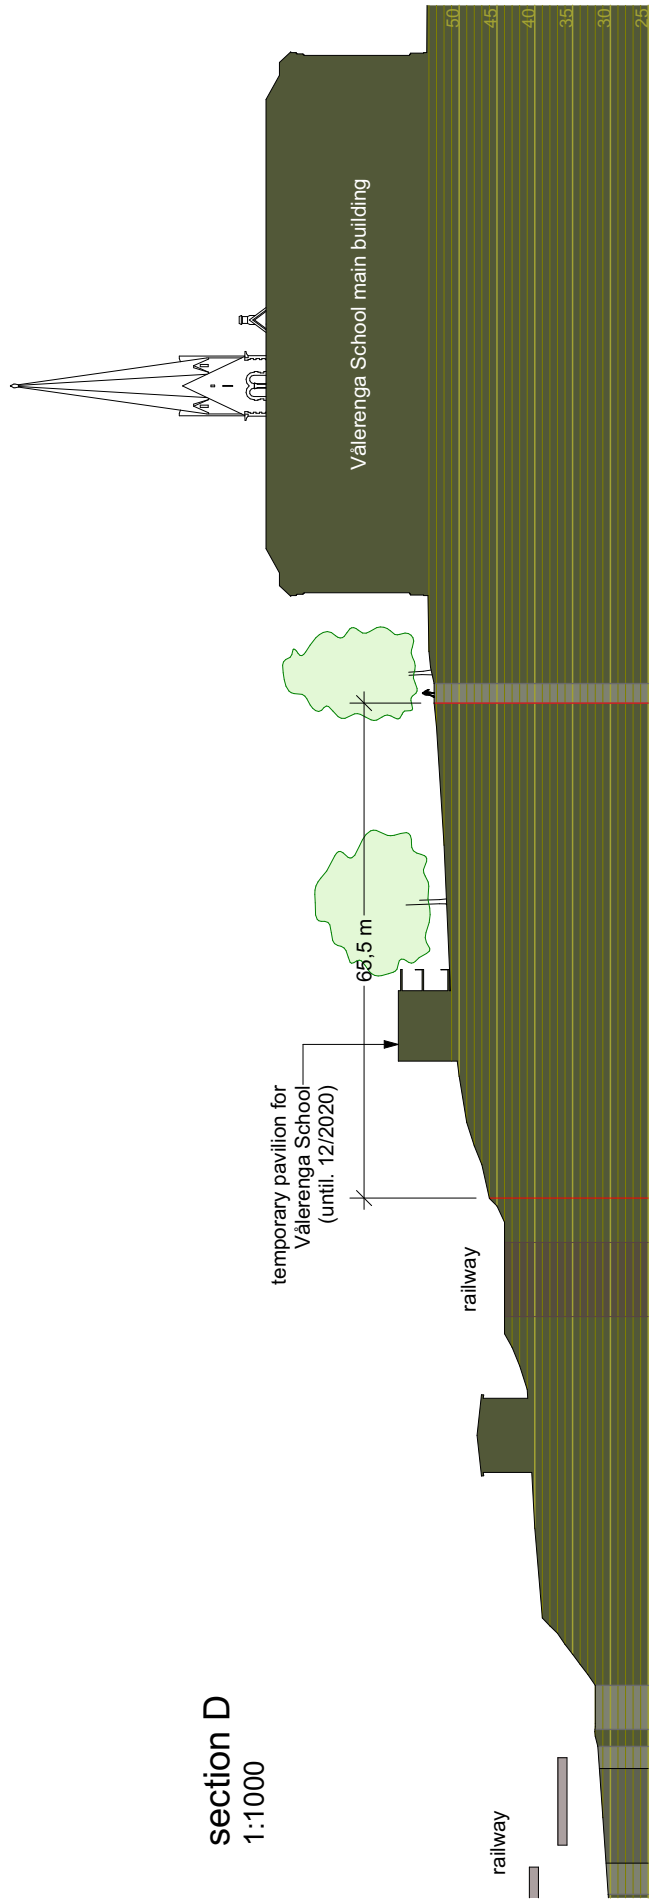 section D
1:1000
railway
railway
temporary pavilion for
Vålerenga School
(until. 12/2020)
65,5 m
Vålerenga School main building
50
45
40
35
30
25